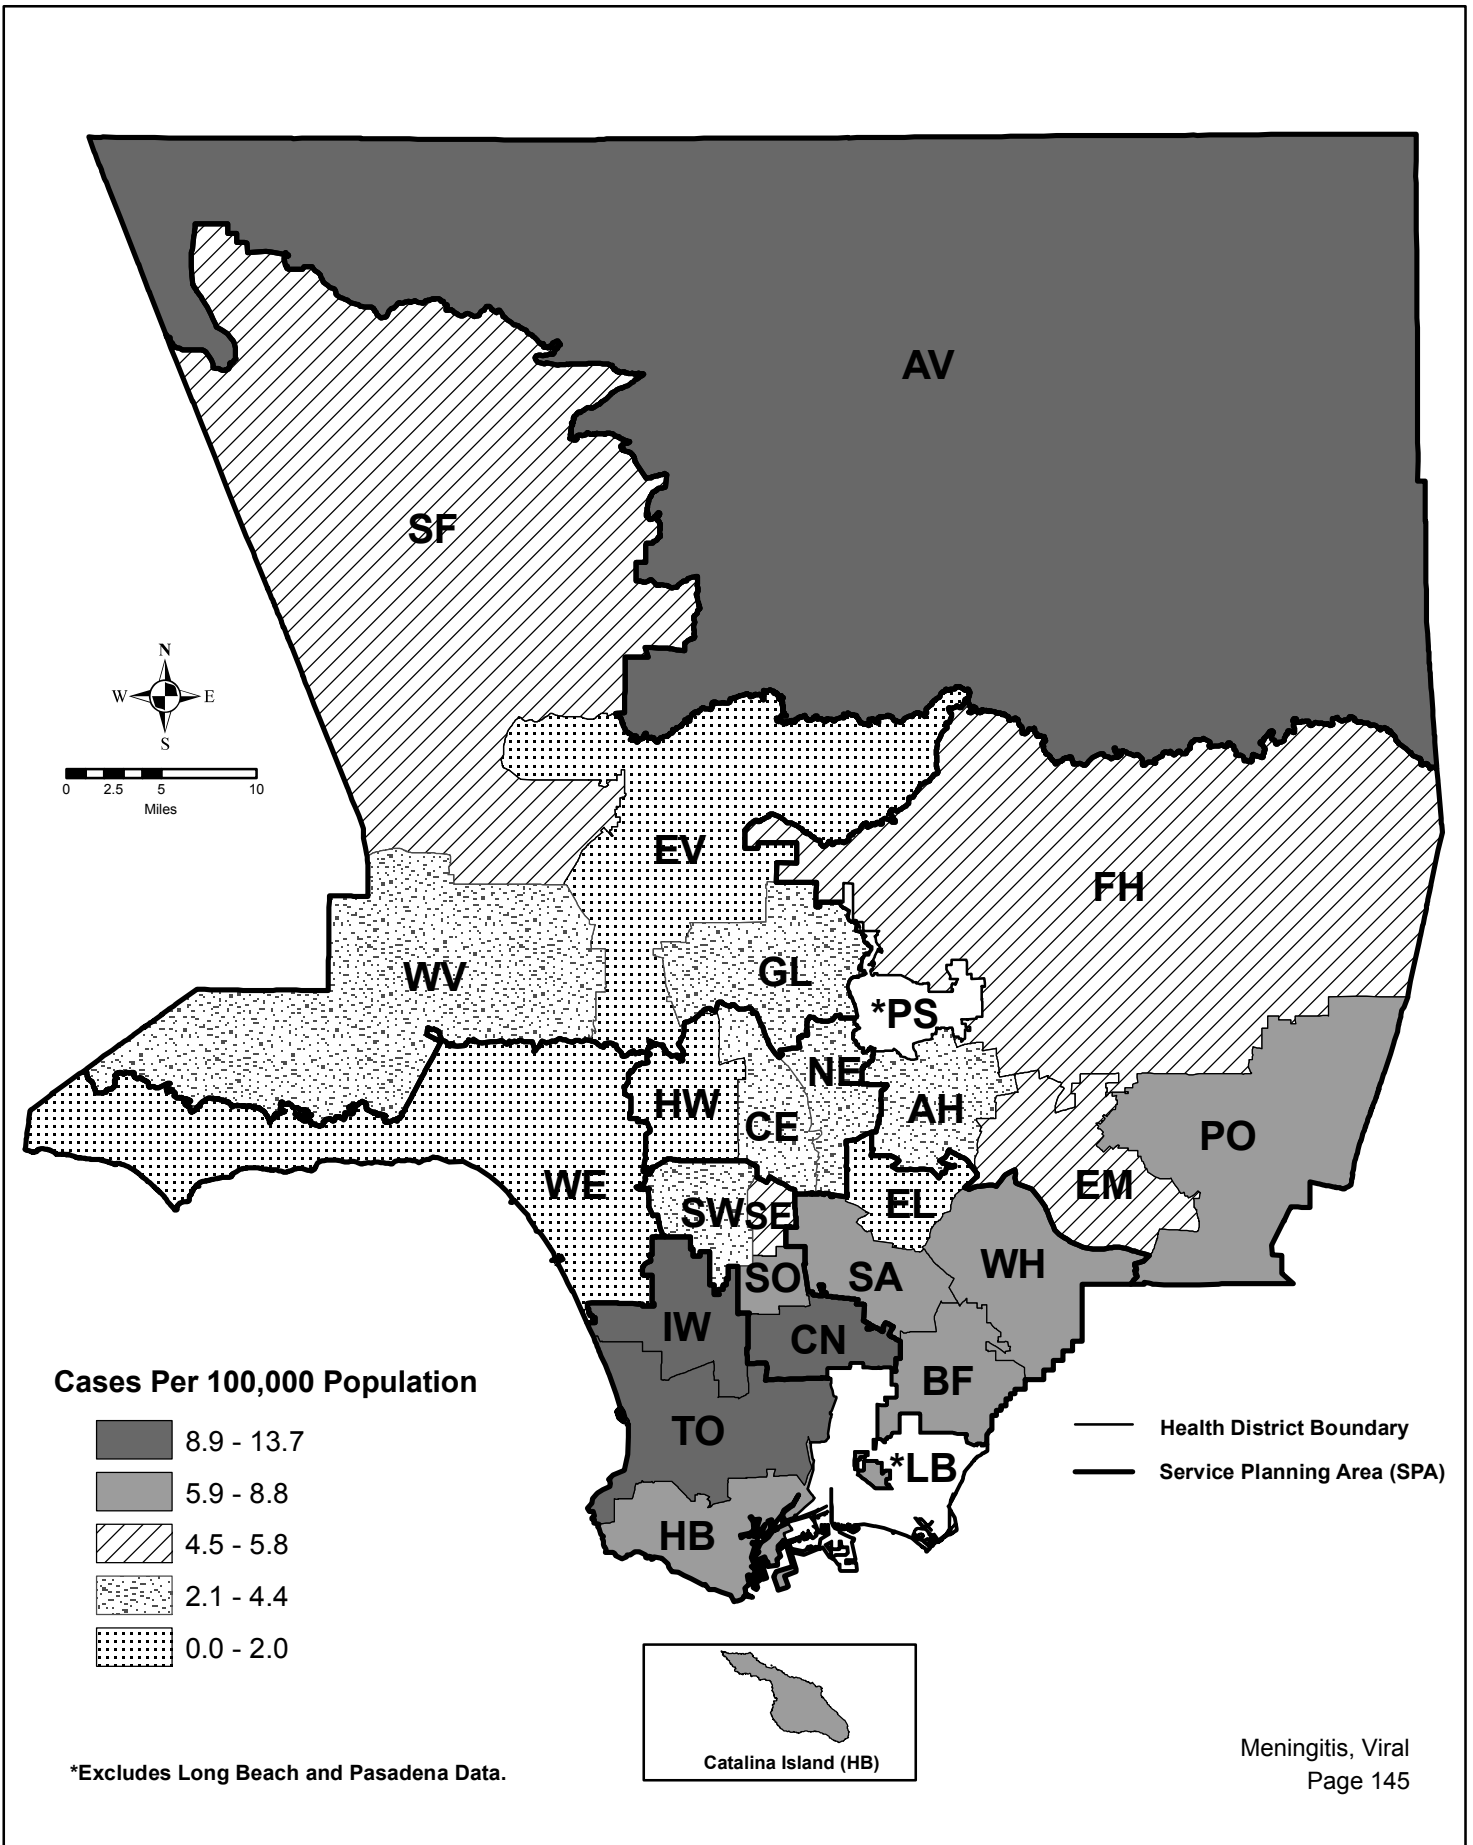 AV
SF
N
W E
S
0 2.5 5 10
Miles
EV
FH
WV
GL
*PS
NE
HW
AH
CE
PO
WE
EM
SW
SE
EL
WH
SO
SA
IW
CN
BF
TO
*LB
HB
Cases Per 100,000 Population
8.9 - 13.7
5.9 - 8.8
4.5 - 5.8
2.1 - 4.4
0.0 - 2.0
Health District Boundary
Service Planning Area (SPA)
Catalina Island (HB)
*Excludes Long Beach and Pasadena Data.
Meningitis, Viral
Page 145